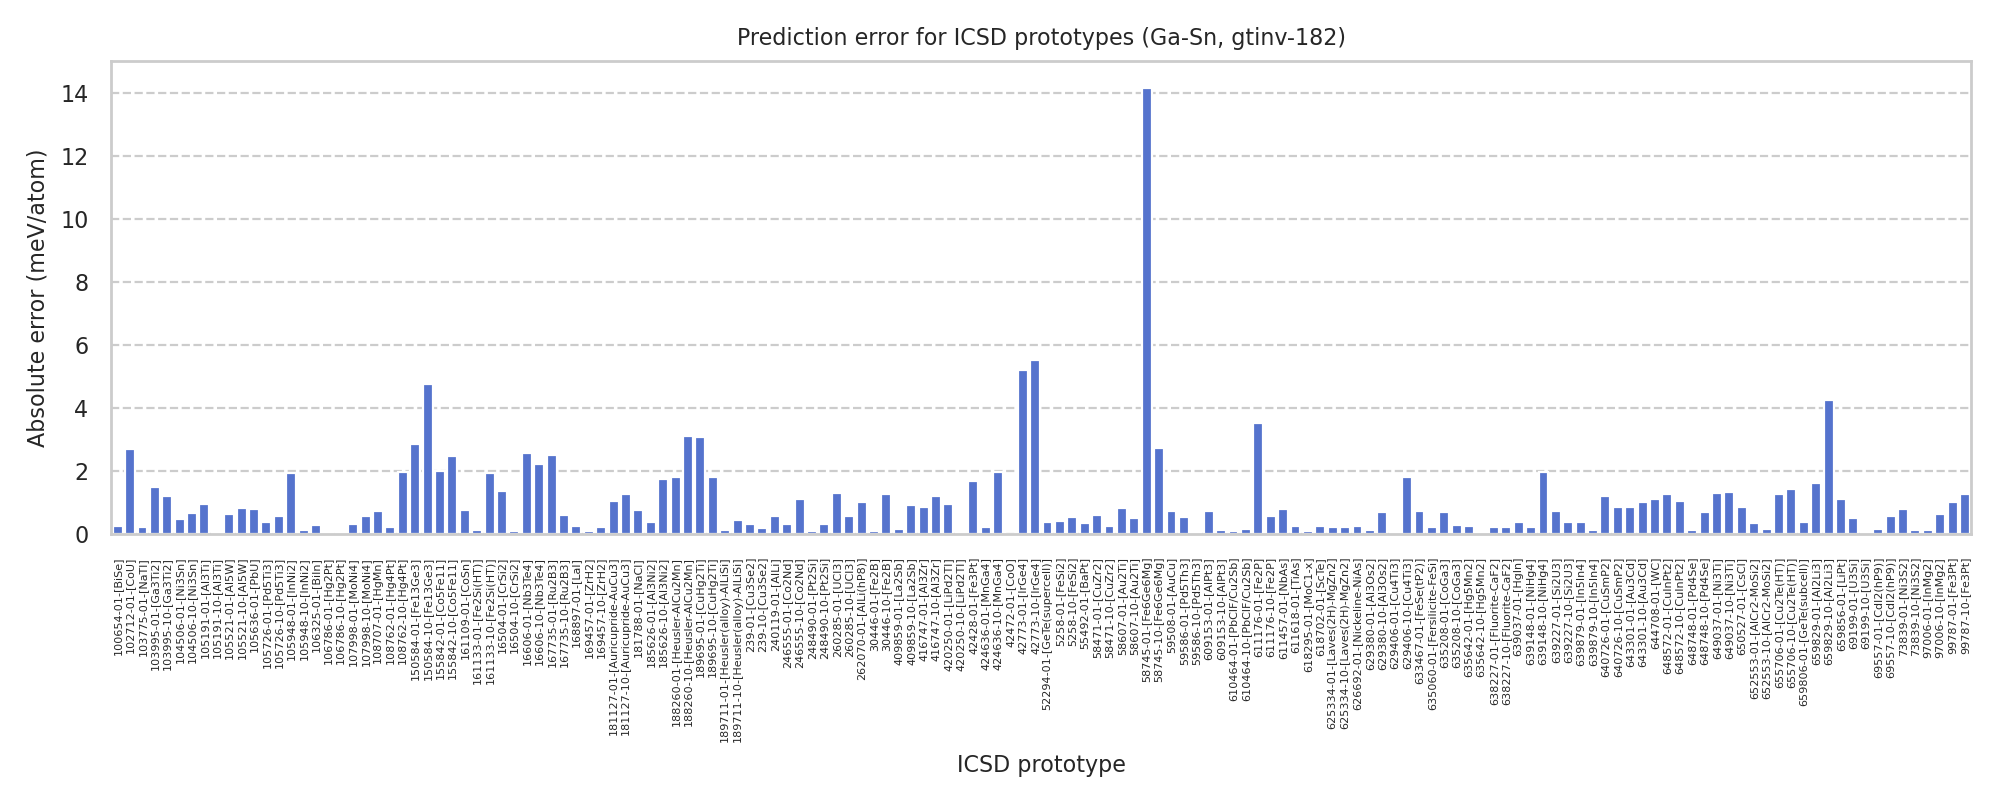 Prediction error for ICSD prototypes (Ga-Sn, gtinv-182)
Absolute error (meV/atom)
14
12
10
8
6
4
2
0
100654-01-[BiSe]
102712-01-[CoU]
103775-01-[NaTl]
103995-01-[Ga3Ti2]
103995-10-[Ga3Ti2]
104506-01-[Ni3Sn]
104506-10-[Ni3Sn]
105191-01-[Al3Ti]
105191-10-[Al3Ti]
105521-01-[Al5W]
105521-10-[Al5W]
105636-01-[PbU]
105726-01-[Pd5Ti3]
105726-10-[Pd5Ti3]
105948-01-[InNi2]
105948-10-[InNi2]
106325-01-[BiIn]
106786-01-[Hg2Pt]
106786-10-[Hg2Pt]
107998-01-[MoNi4]
107998-10-[MoNi4]
108707-01-[HgMn]
108762-01-[Hg4Pt]
108762-10-[Hg4Pt]
150584-01-[Fe13Ge3]
150584-10-[Fe13Ge3]
155842-01-[Co5Fe11]
155842-10-[Co5Fe11]
161109-01-[CoSn]
161133-01-[Fe2Si(HT)]
161133-10-[Fe2Si(HT)]
16504-01-[CrSi2]
16504-10-[CrSi2]
16606-01-[Nb3Te4]
16606-10-[Nb3Te4]
167735-01-[Ru2B3]
167735-10-[Ru2B3]
168897-01-[LaI]
169457-01-[ZrH2]
169457-10-[ZrH2]
181127-01-[Auricupride-AuCu3]
181127-10-[Auricupride-AuCu3]
181788-01-[NaCl]
185626-01-[Al3Ni2]
185626-10-[Al3Ni2]
188260-01-[Heusler-AlCu2Mn]
188260-10-[Heusler-AlCu2Mn]
189695-01-[CuHg2Ti]
189695-10-[CuHg2Ti]
189711-01-[Heusler(alloy)-AlLiSi]
189711-10-[Heusler(alloy)-AlLiSi]
239-01-[Cu3Se2]
239-10-[Cu3Se2]
240119-01-[AlLi]
246555-01-[Co2Nd]
246555-10-[Co2Nd]
248490-01-[Pt2Si]
248490-10-[Pt2Si]
260285-01-[UCl3]
260285-10-[UCl3]
262070-01-[AlLi(hP8)]
30446-01-[Fe2B]
30446-10-[Fe2B]
409859-01-[La2Sb]
409859-10-[La2Sb]
416747-01-[Al3Zr]
416747-10-[Al3Zr]
420250-01-[LiPd2Tl]
420250-10-[LiPd2Tl]
42428-01-[Fe3Pt]
424636-01-[MnGa4]
424636-10-[MnGa4]
42472-01-[CoO]
42773-01-[IrGe4]
42773-10-[IrGe4]
52294-01-[GeTe(supercell)]
5258-01-[FeSi2]
5258-10-[FeSi2]
55492-01-[BaPt]
58471-01-[CuZr2]
58471-10-[CuZr2]
58607-01-[Au2Ti]
58607-10-[Au2Ti]
58745-01-[Fe6Ge6Mg]
58745-10-[Fe6Ge6Mg]
59508-01-[AuCu]
59586-01-[Pd5Th3]
59586-10-[Pd5Th3]
609153-01-[AlPt3]
609153-10-[AlPt3]
610464-01-[PbClF/Cu2Sb]
610464-10-[PbClF/Cu2Sb]
611176-01-[Fe2P]
611176-10-[Fe2P]
611457-01-[NbAs]
611618-01-[TiAs]
618295-01-[MoC1-x]
618702-01-[ScTe]
625334-01-[Laves(2H)-MgZn2]
625334-10-[Laves(2H)-MgZn2]
626692-01-[Nickeline-NiAs]
629380-01-[Al3Os2]
629380-10-[Al3Os2]
629406-01-[Cu4Ti3]
629406-10-[Cu4Ti3]
633467-01-[FeSe(tP2)]
635060-01-[Fersilicite-FeSi]
635208-01-[CoGa3]
635208-10-[CoGa3]
635642-01-[Hg5Mn2]
635642-10-[Hg5Mn2]
638227-01-[Fluorite-CaF2]
638227-10-[Fluorite-CaF2]
639037-01-[HgIn]
639148-01-[NiHg4]
639148-10-[NiHg4]
639227-01-[Si2U3]
639227-10-[Si2U3]
639879-01-[In5In4]
639879-10-[In5In4]
640726-01-[CuSmP2]
640726-10-[CuSmP2]
643301-01-[Au3Cd]
643301-10-[Au3Cd]
644708-01-[WC]
648572-01-[CuInPt2]
648572-10-[CuInPt2]
648748-01-[Pd4Se]
648748-10-[Pd4Se]
649037-01-[Ni3Ti]
649037-10-[Ni3Ti]
650527-01-[CsCl]
652553-01-[AlCr2-MoSi2]
652553-10-[AlCr2-MoSi2]
655706-01-[Cu2Te(HT)]
655706-10-[Cu2Te(HT)]
659806-01-[GeTe(subcell)]
659829-01-[Al2Li3]
659829-10-[Al2Li3]
659856-01-[LiPt]
69199-01-[U3Si]
69199-10-[U3Si]
69557-01-[CdI2(hP9)]
69557-10-[CdI2(hP9)]
73839-01-[Ni3S2]
73839-10-[Ni3S2]
97006-01-[InMg2]
97006-10-[InMg2]
99787-01-[Fe3Pt]
99787-10-[Fe3Pt]
ICSD prototype